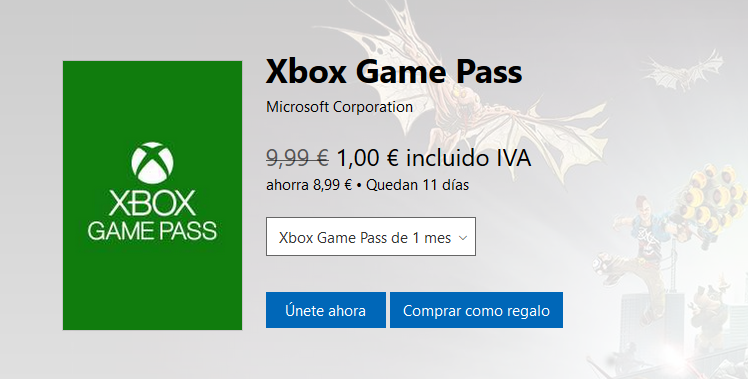 XBOX
GAME PASS
Xbox Game Pass
Microsoft Corporation
9,99 € 1,00 € incluido IVA
ahorra 8,99 € • Quedan 11 días
Xbox Game Pass de 1 mes
Únete ahora
Comprar como regalo